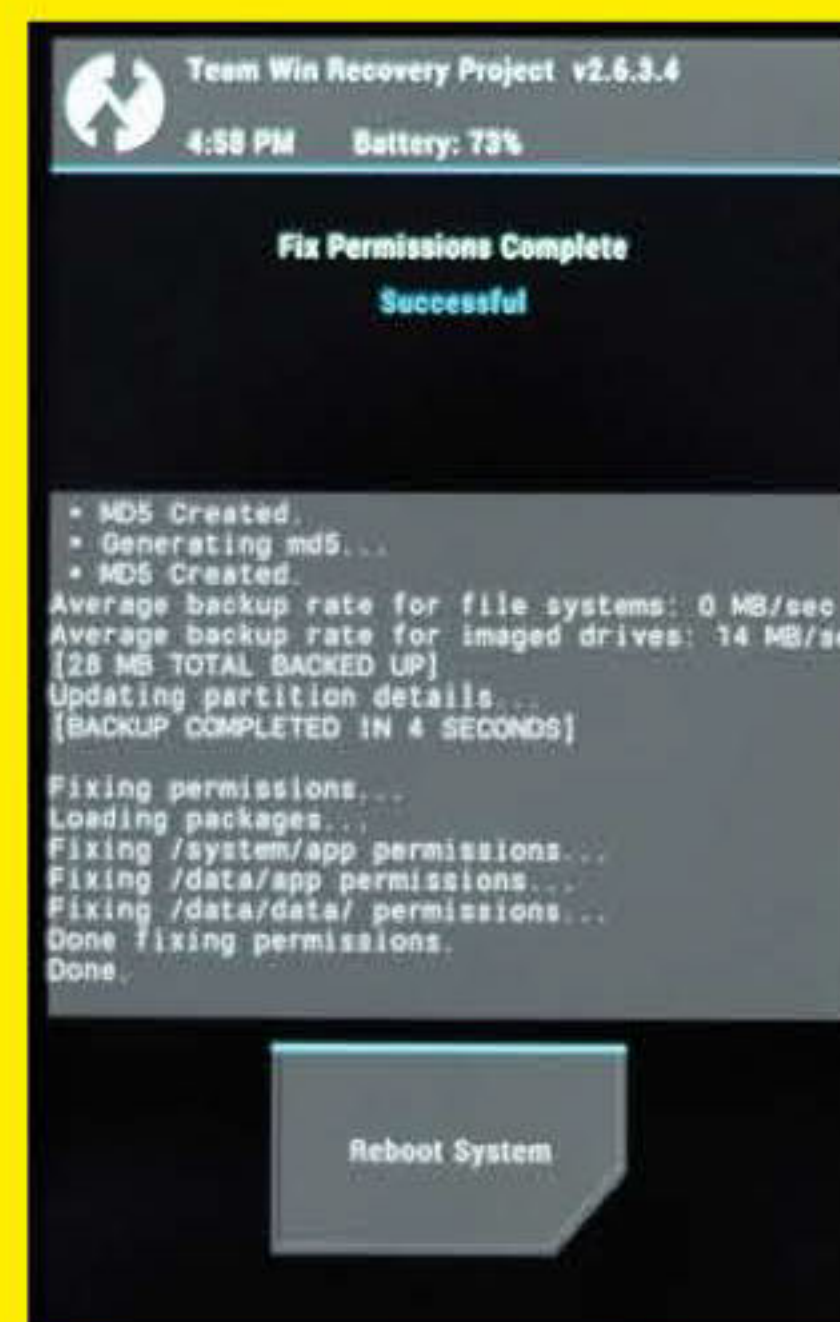 Team Win Recovery Project v2.6.3.4
4:58 PM Battery: 73%
Fix Permissions Complete
Successful
* MD5 Created.
* Generating md5...
* MD5 Created.
Average backup rate for file systems: 0 MB/sec
Average backup rate for imaged drives: 14 MB/s
[28 MB TOTAL BACKED UP]
Updating partition details...
[BACKUP COMPLETED IN 4 SECONDS]
Fixing permissions...
Loading packages...
Fixing /system/app permissions...
Fixing /data/app permissions...
Fixing /data/data/ permissions...
Done fixing permissions.
Done.
Reboot System